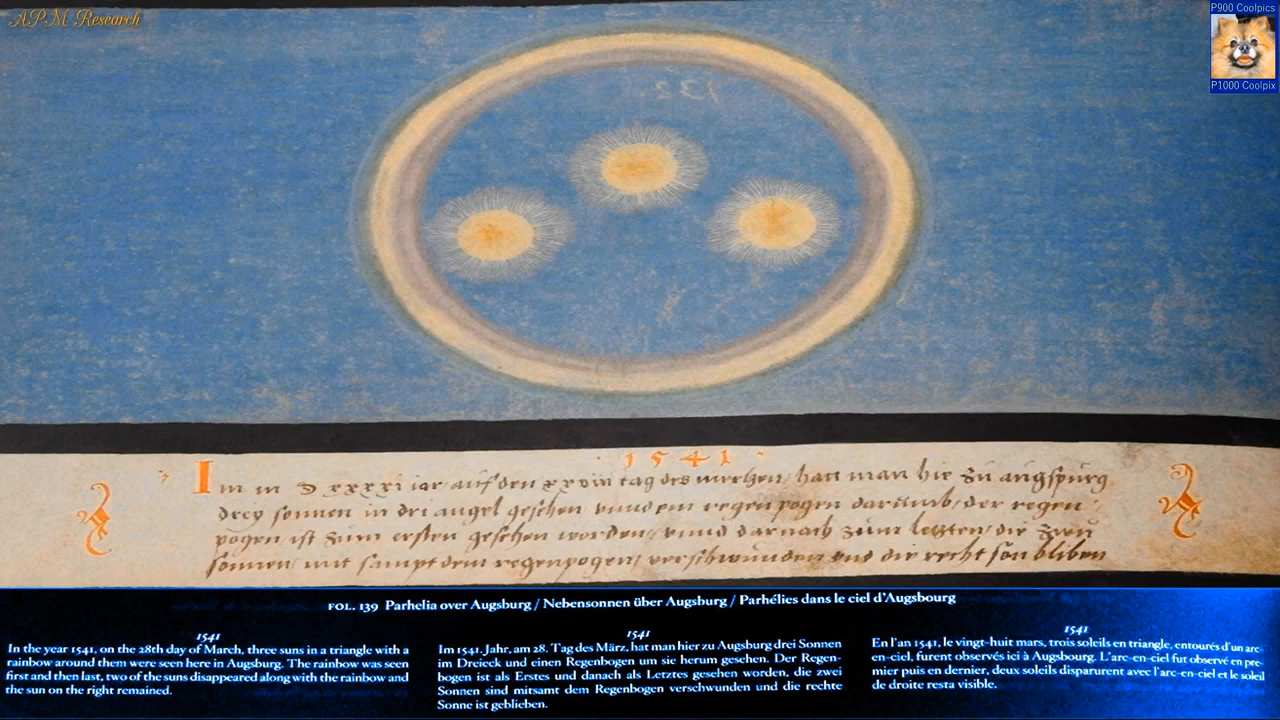 APM Research
P900 Coolpics
P1000 Coolpix
132
1541
Im m D xxxxi iar, auf den xxviii tag des mertzen, hatt man hie zu augspurg
drey sonnen in dri angel gesehen vnnd ein regenpogen darumb, der regen
pogen ist zum ersten gesehen worden, vnnd darnach zum letzten, die zwu
sonnen, mit sampt dem regenpogen, verschwunden vnd die recht son bliben
FOL. 139 Parhelia over Augsburg / Nebensonnen über Augsburg / Parhélies dans le ciel d'Augsbourg
1541
In the year 1541, on the 28th day of March, three suns in a triangle with a
rainbow around them were seen here in Augsburg. The rainbow was seen
first and then last, two of the suns disappeared along with the rainbow and
the sun on the right remained.
1541
Im 1541. Jahr, am 28. Tag des März, hat man hier zu Augsburg drei Sonnen
im Dreieck und einen Regenbogen um sie herum gesehen. Der Regen-
bogen ist als Erstes und danach als Letztes gesehen worden, die zwei
Sonnen sind mitsamt dem Regenbogen verschwunden und die rechte
Sonne ist geblieben.
1541
En l'an 1541, le vingt-huit mars, trois soleils en triangle, entourés d'un arc-
en-ciel, furent observés ici à Augsbourg. L'arc-en-ciel fut observé en pre-
mier puis en dernier, deux soleils disparurent avec l'arc-en-ciel et le soleil
de droite resta visible.